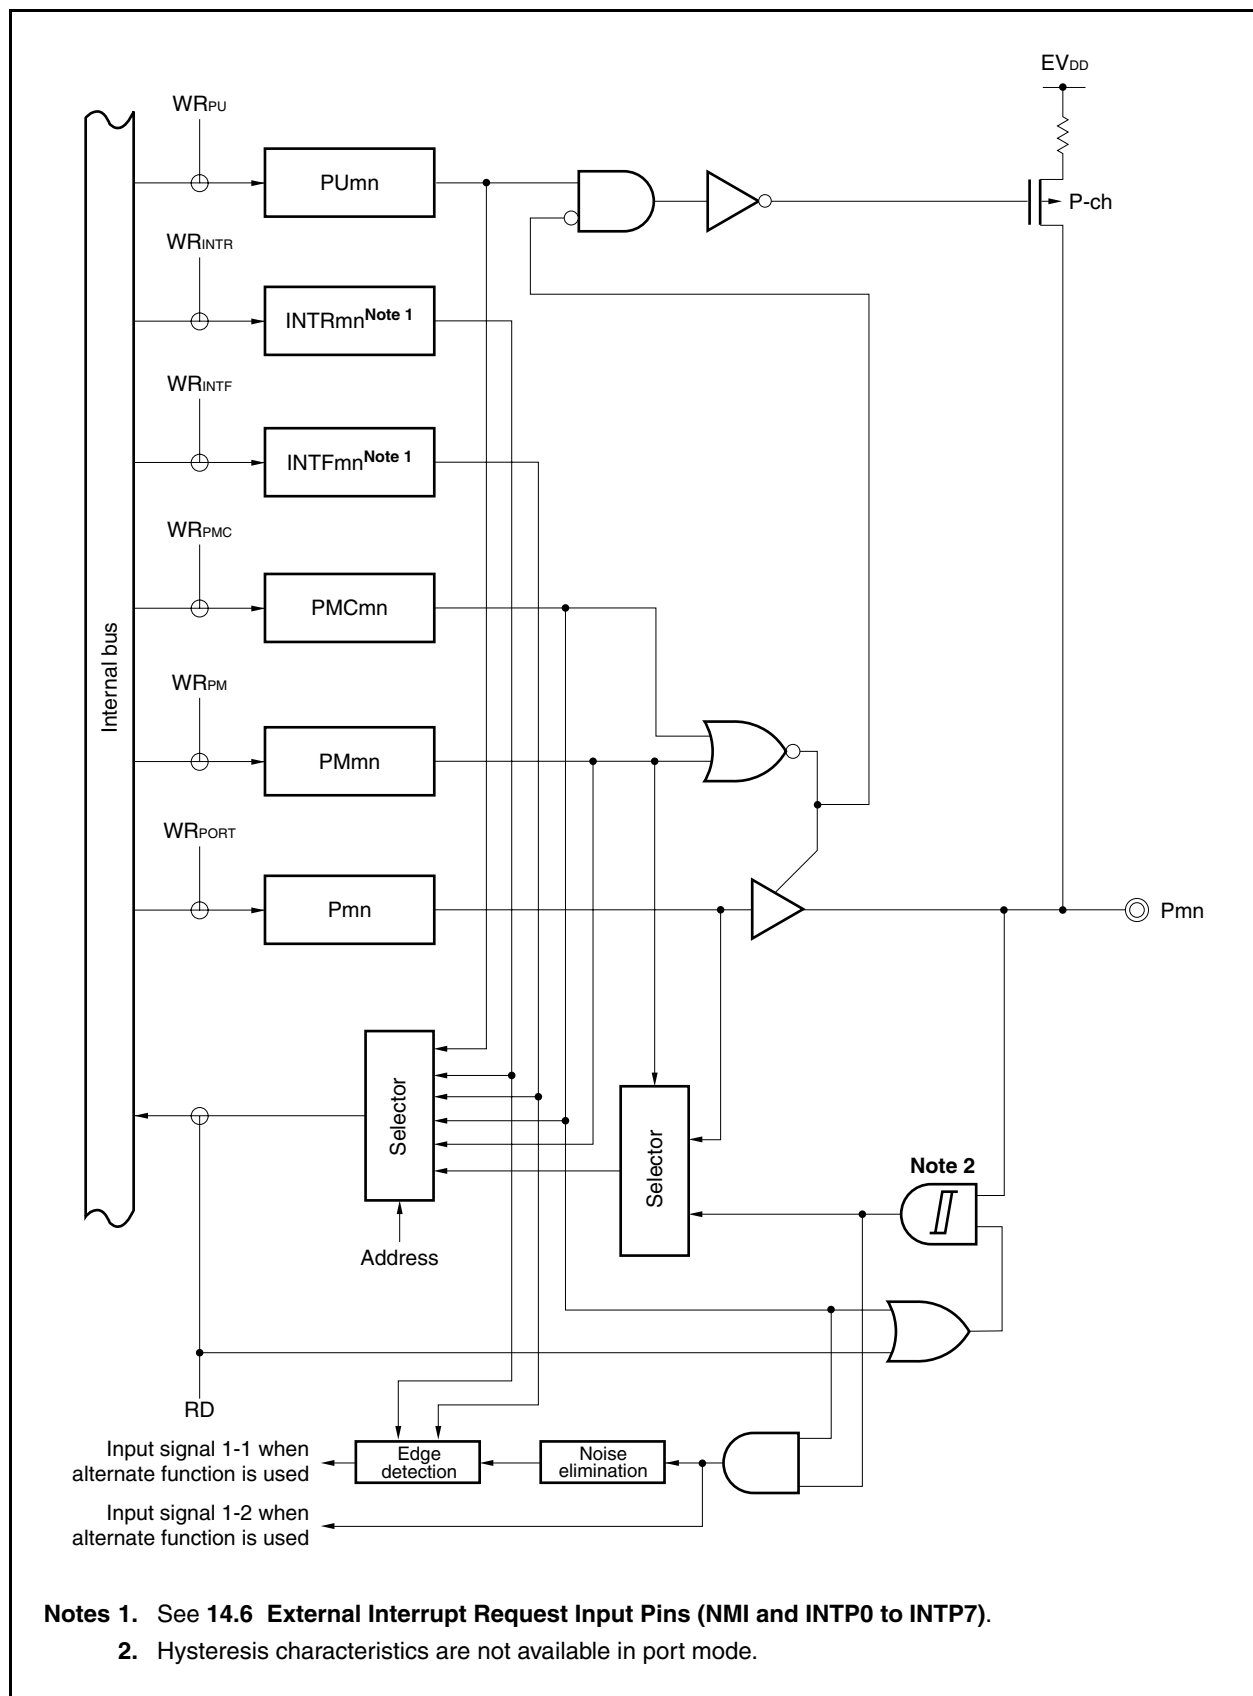 EVDD
WRPU
PUmn
P-ch
WRINTR
INTRmnNote 1
WRINTF
INTFmnNote 1
WRPMC
PMCmn
Internal bus
WRPM
PMmn
WRPORT
Pmn
Pmn
Selector
Selector
Note 2
Address
RD
Input signal 1-1 when
alternate function is used
Edge
detection
Noise
elimination
Input signal 1-2 when
alternate function is used
Notes 1. See 14.6 External Interrupt Request Input Pins (NMI and INTP0 to INTP7).
2. Hysteresis characteristics are not available in port mode.